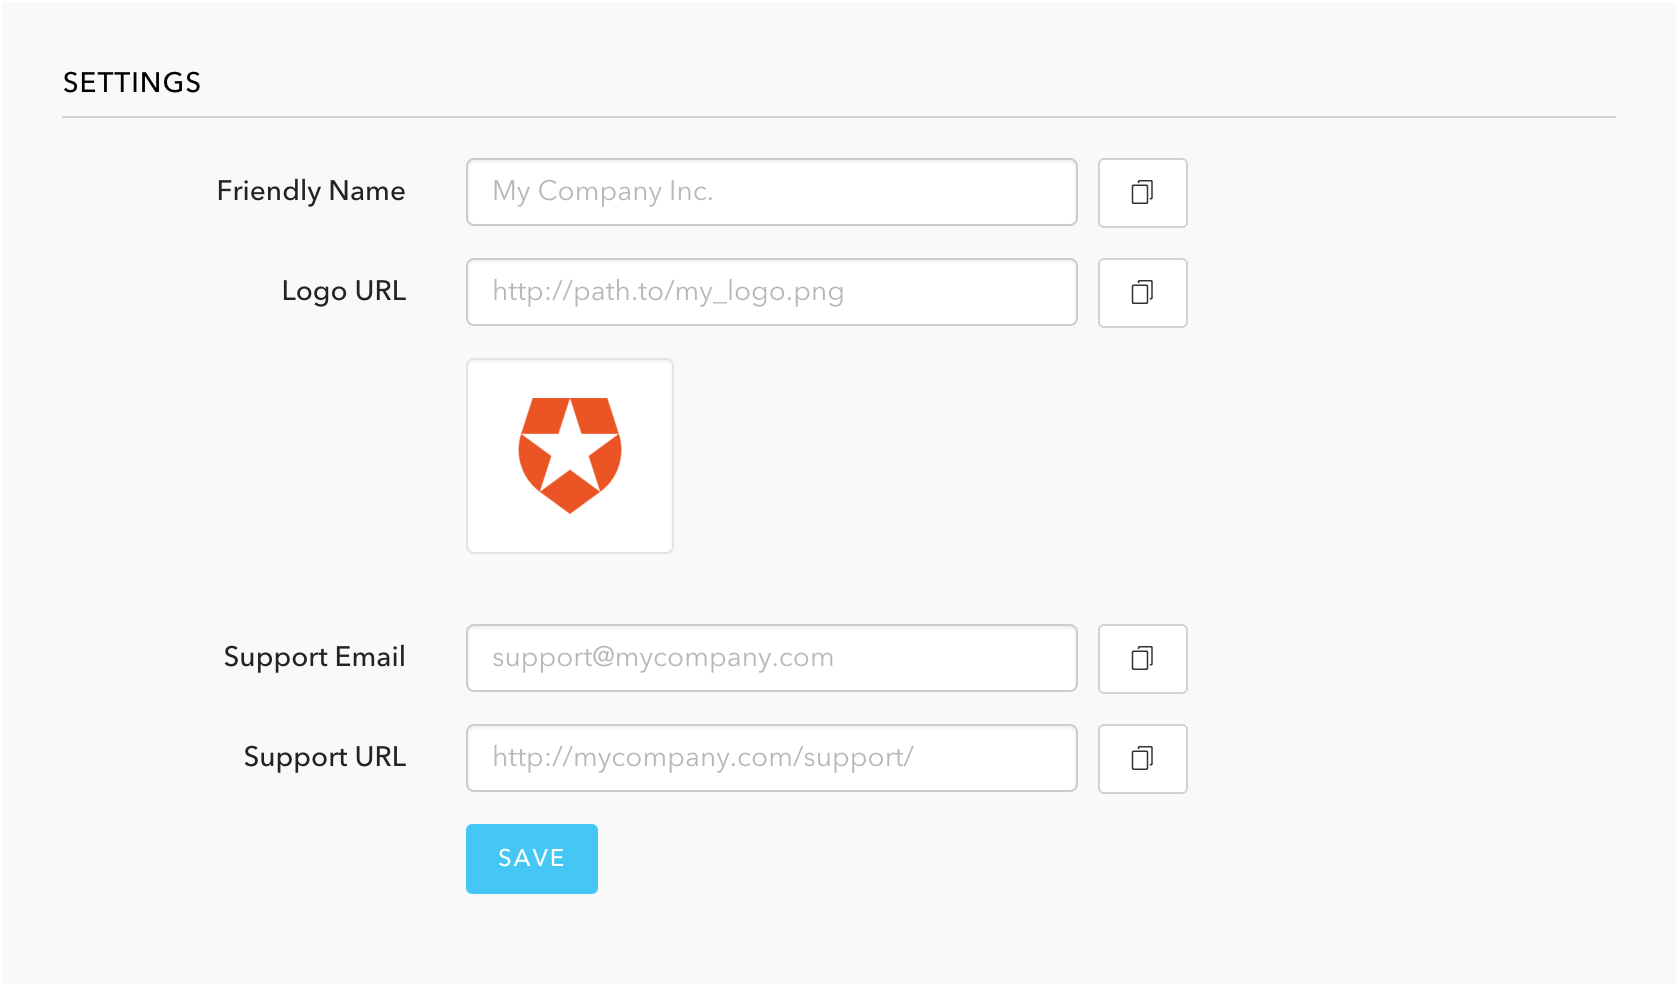 SETTINGS
Friendly Name
My Company Inc.
Logo URL
http://path.to/my_logo.png
Support Email
support@mycompany.com
Support URL
http://mycompany.com/support/
SAVE